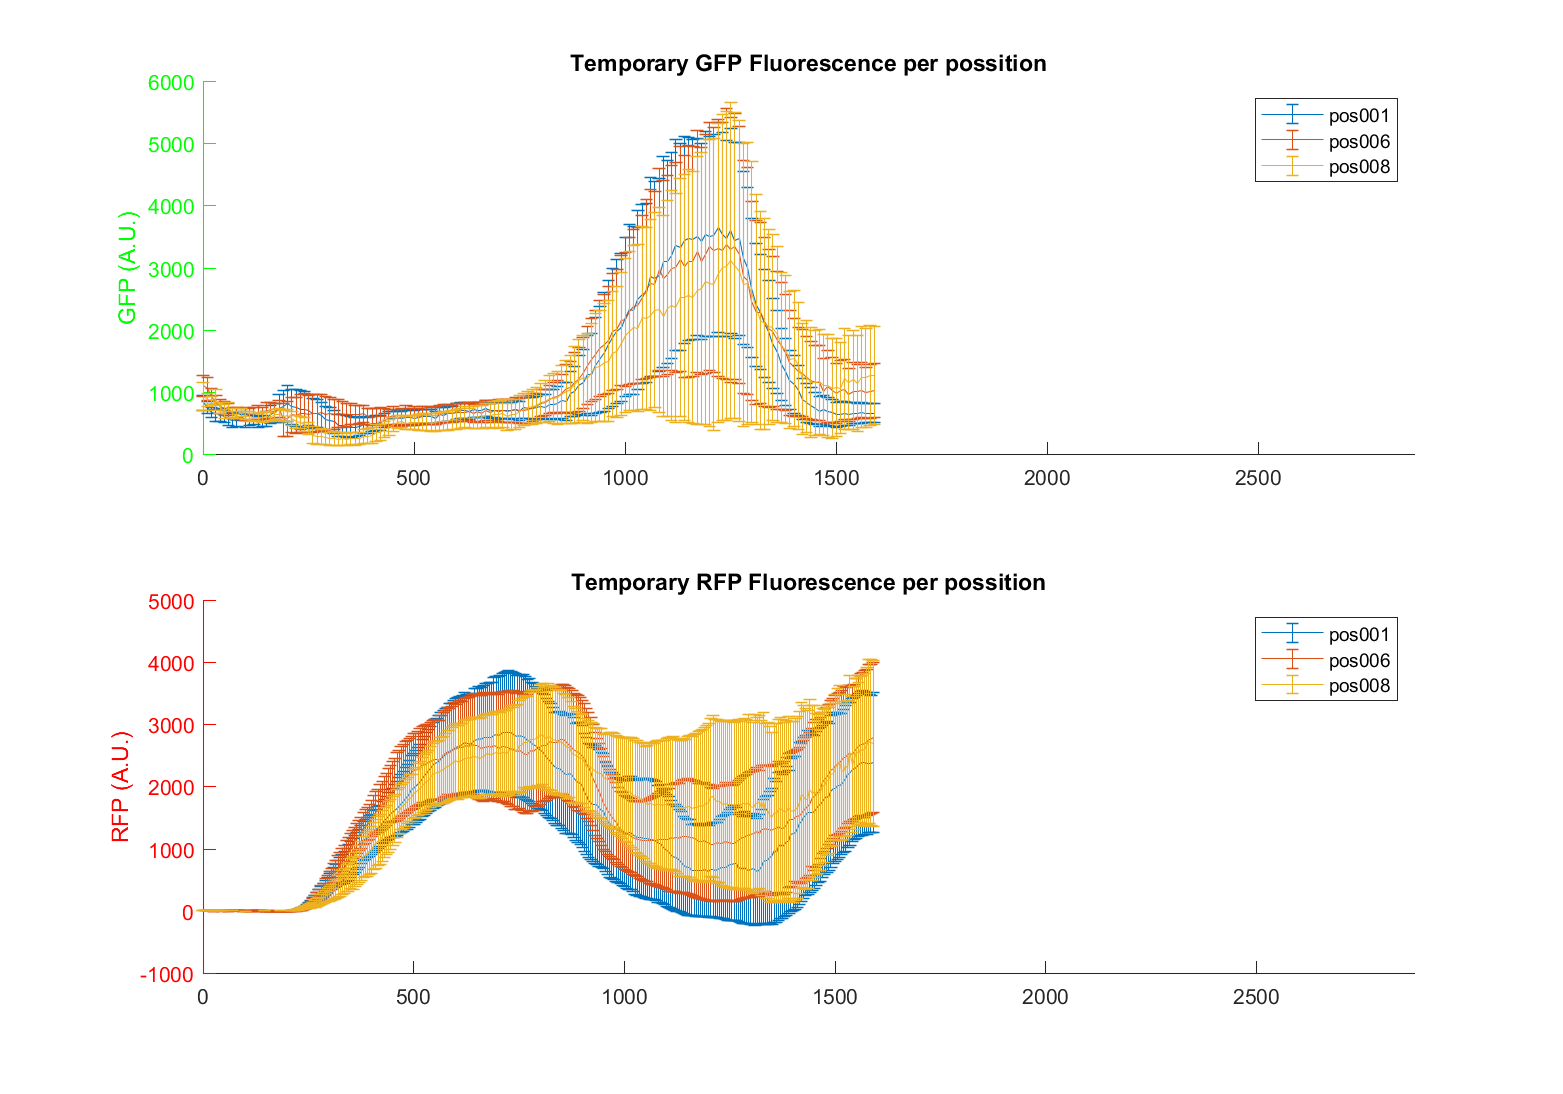 Temporary GFP Fluorescence per possition
6000
5000
4000
3000
2000
1000
0
GFP (A.U.)
0 500 1000 1500 2000 2500
pos001
pos006
pos008
Temporary RFP Fluorescence per possition
5000
4000
3000
2000
1000
0
-1000
RFP (A.U.)
0 500 1000 1500 2000 2500
pos001
pos006
pos008